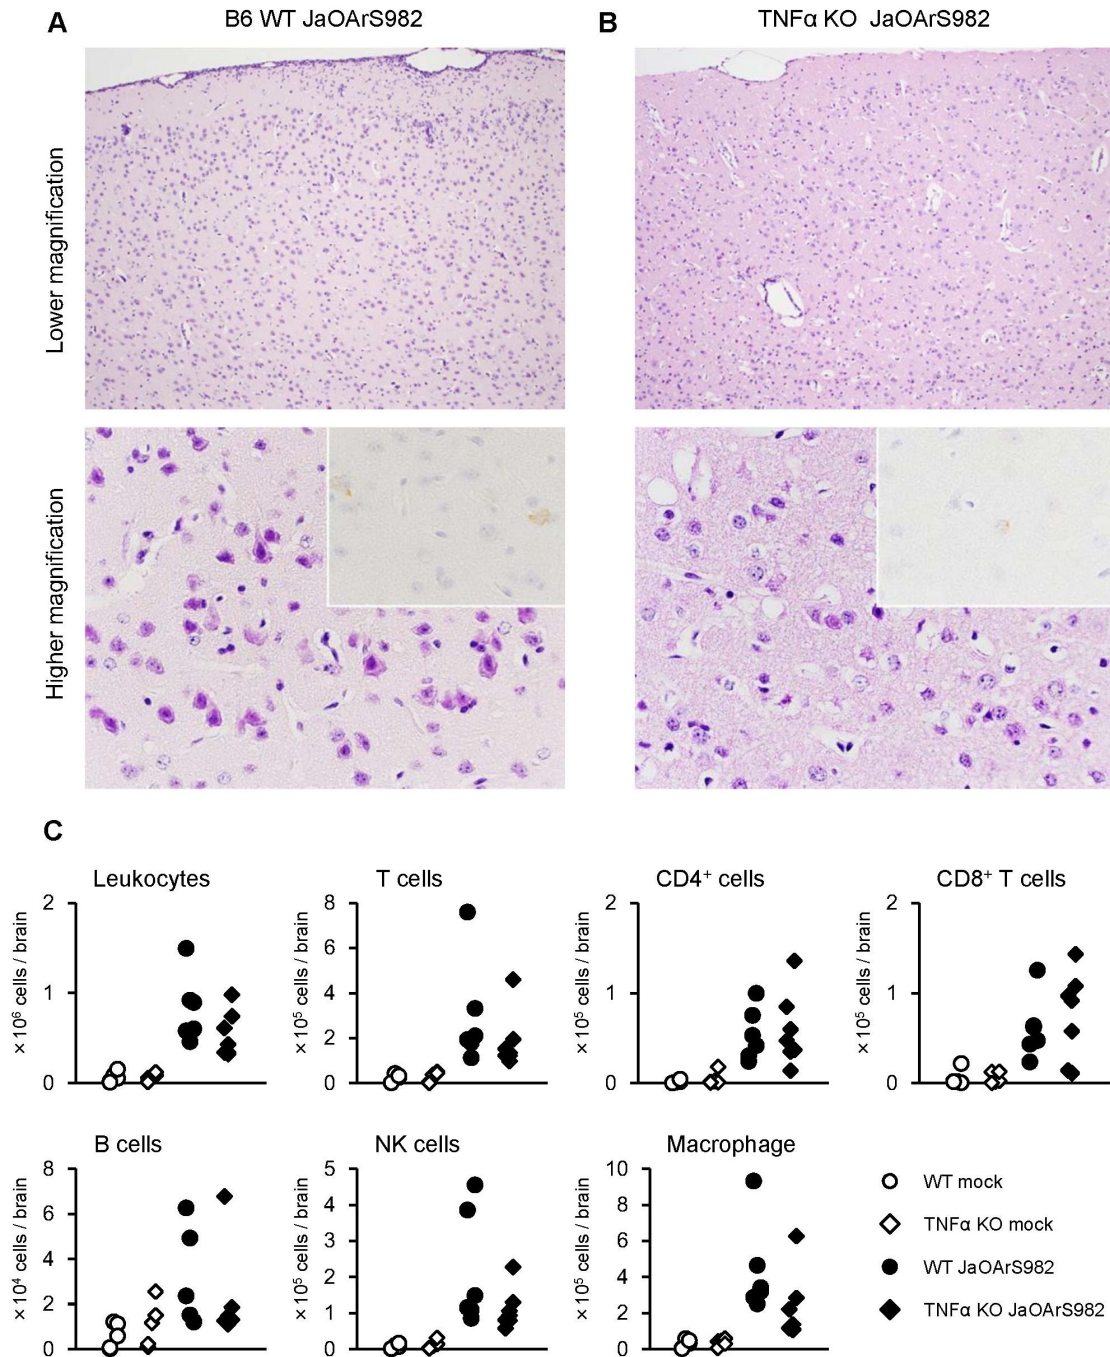 A
B6 WT JaOArS982
B
TNFα KO JaOArS982
Lower magnification
Higher magnification
C
Leukocytes
×10⁶ cells / brain
2
1
0
T cells
×10⁵ cells / brain
8
6
4
2
0
CD4⁺ cells
×10⁵ cells / brain
2
1
0
CD8⁺ T cells
×10⁵ cells / brain
2
1
0
B cells
×10⁴ cells / brain
8
6
4
2
0
NK cells
×10⁵ cells / brain
5
4
3
2
1
0
Macrophage
×10⁵ cells / brain
10
8
6
4
2
0
WT mock
TNFα KO mock
WT JaOArS982
TNFα KO JaOArS982